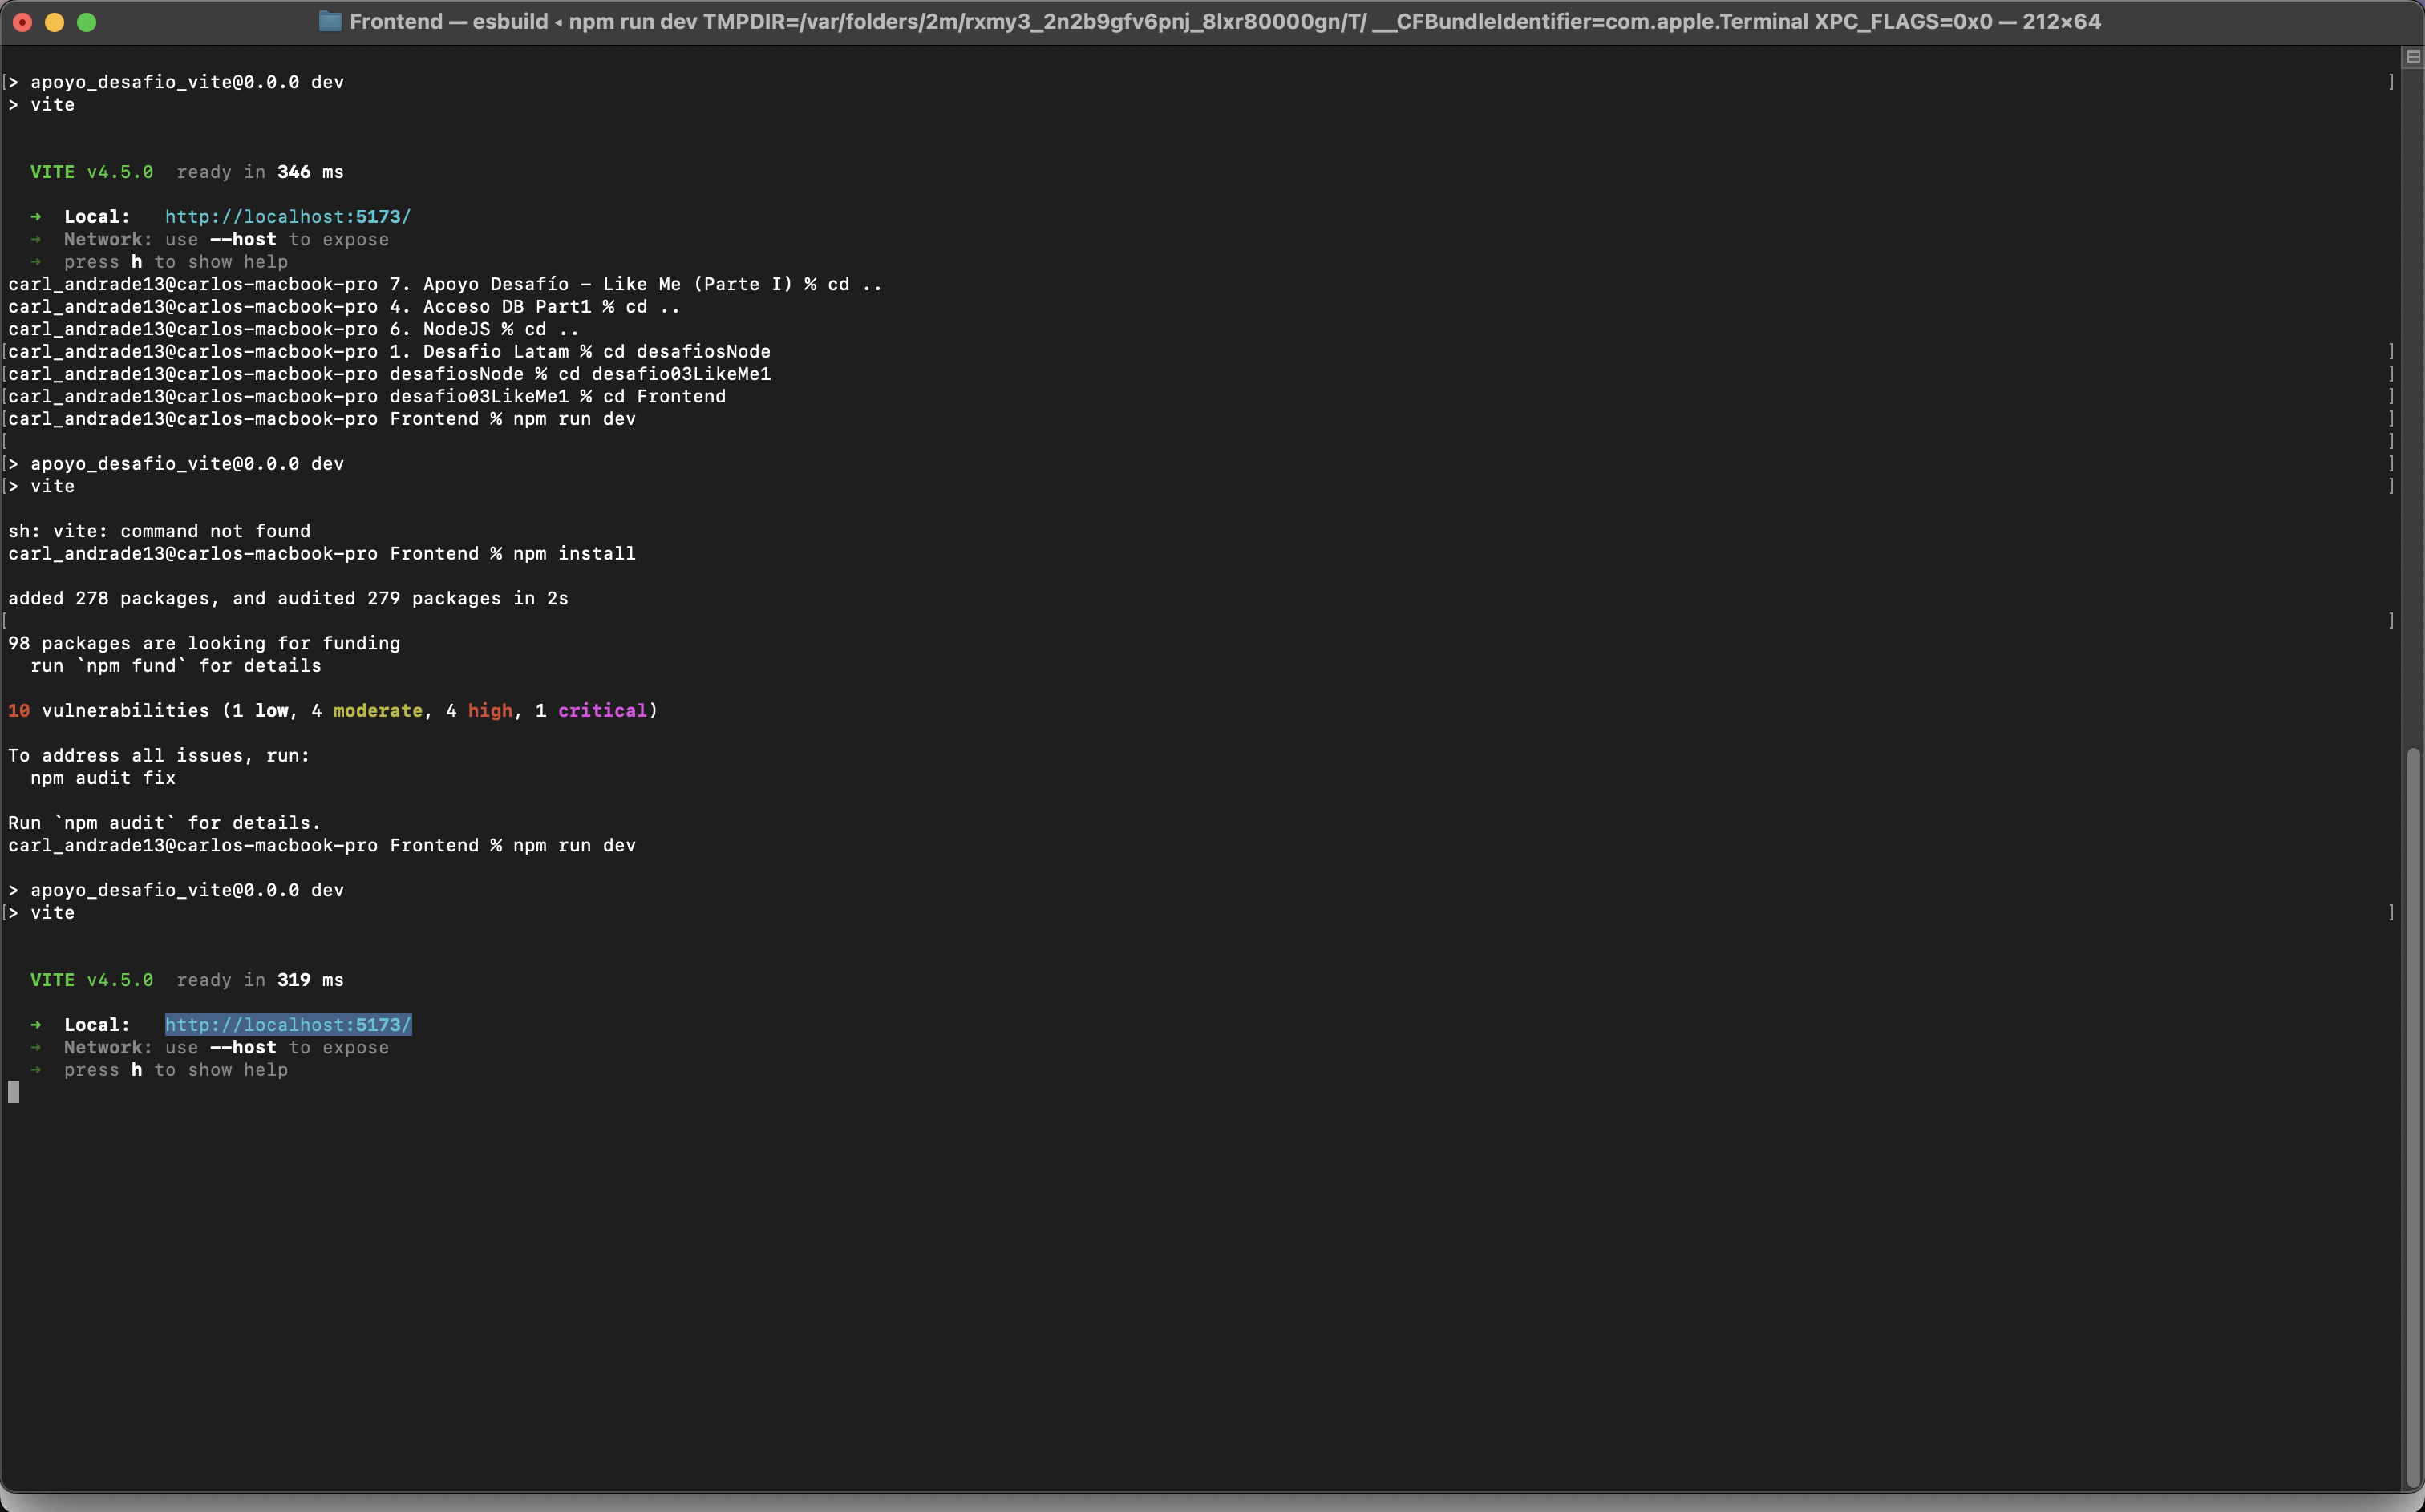 Frontend — esbuild ◂ npm run dev TMPDIR=/var/folders/2m/rxmy3_2n2b9gfv6pnj_8lxr80000gn/T/ __CFBundleIdentifier=com.apple.Terminal XPC_FLAGS=0x0 — 212×64
[> apoyo_desafio_vite@0.0.0 dev ]
> vite
VITE v4.5.0  ready in 346 ms
➜  Local:   http://localhost:5173/
➜  Network: use --host to expose
➜  press h to show help
carl_andrade13@carlos-macbook-pro 7. Apoyo Desafío - Like Me (Parte I) % cd ..
carl_andrade13@carlos-macbook-pro 4. Acceso DB Part1 % cd ..
carl_andrade13@carlos-macbook-pro 6. NodeJS % cd ..
[carl_andrade13@carlos-macbook-pro 1. Desafio Latam % cd desafiosNode ]
[carl_andrade13@carlos-macbook-pro desafiosNode % cd desafio03LikeMe1 ]
[carl_andrade13@carlos-macbook-pro desafio03LikeMe1 % cd Frontend ]
[carl_andrade13@carlos-macbook-pro Frontend % npm run dev ]
[ ]
[> apoyo_desafio_vite@0.0.0 dev ]
[> vite ]
sh: vite: command not found
carl_andrade13@carlos-macbook-pro Frontend % npm install
added 278 packages, and audited 279 packages in 2s
[ ]
98 packages are looking for funding
run `npm fund` for details
10 vulnerabilities (1 low, 4 moderate, 4 high, 1 critical)
To address all issues, run:
npm audit fix
Run `npm audit` for details.
carl_andrade13@carlos-macbook-pro Frontend % npm run dev
> apoyo_desafio_vite@0.0.0 dev
[> vite ]
VITE v4.5.0  ready in 319 ms
➜  Local:   http://localhost:5173/
➜  Network: use --host to expose
➜  press h to show help